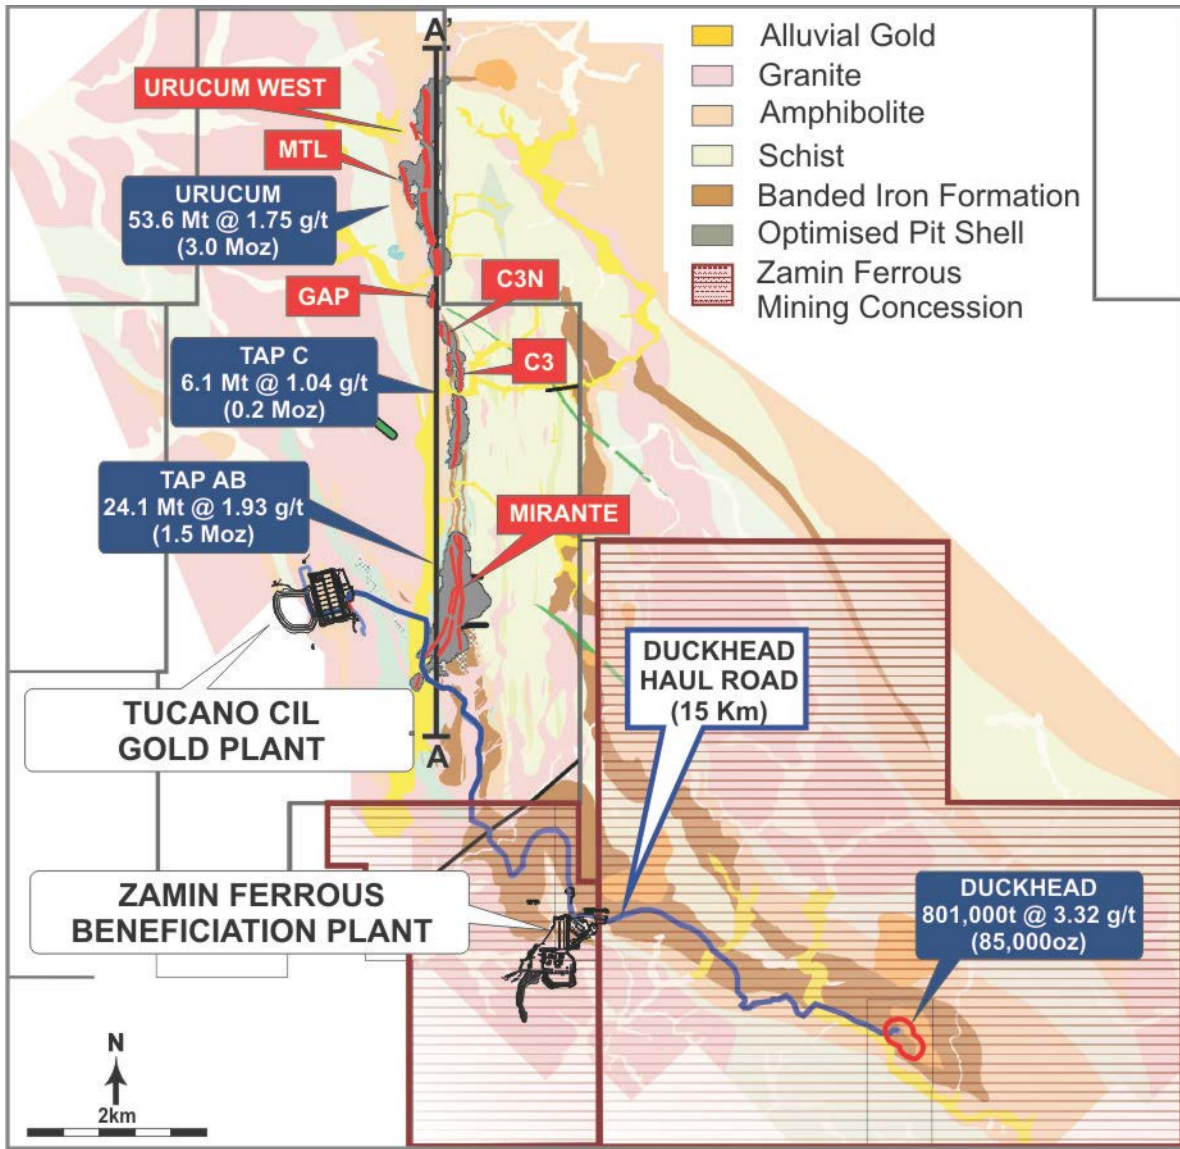 A'
URUCUM WEST
MTL
URUCUM
53.6 Mt @ 1.75 g/t
(3.0 Moz)
GAP
C3N
TAP C
6.1 Mt @ 1.04 g/t
(0.2 Moz)
C3
TAP AB
24.1 Mt @ 1.93 g/t
(1.5 Moz)
MIRANTE
Alluvial Gold
Granite
Amphibolite
Schist
Banded Iron Formation
Optimised Pit Shell
Zamin Ferrous
Mining Concession
DUCKHEAD
HAUL ROAD
(15 Km)
TUCANO CIL
GOLD PLANT
A
ZAMIN FERROUS
BENEFICIATION PLANT
DUCKHEAD
801,000t @ 3.32 g/t
(85,000oz)
N
2km